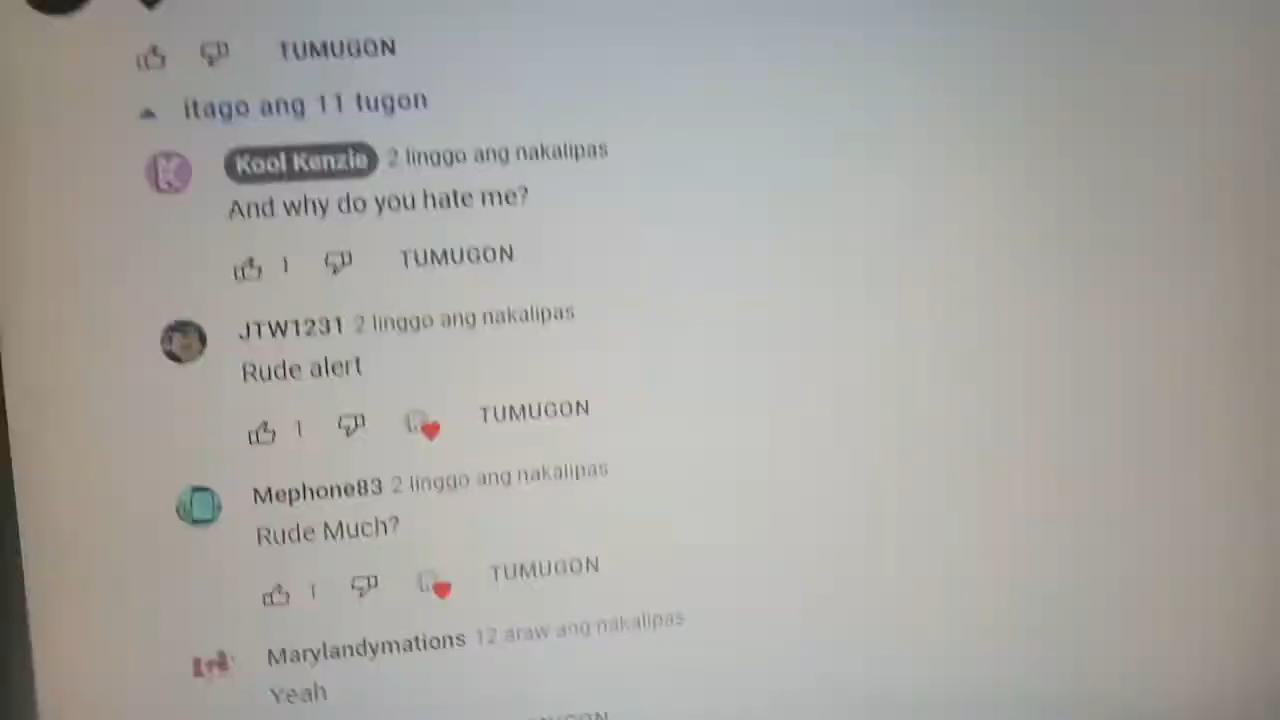 TUMUGON
itago ang 11 tugon
Kool Kenzie 2 linggo ang nakalipas
And why do you hate me?
1 TUMUGON
JTW1231 2 linggo ang nakalipas
Rude alert
1 TUMUGON
Mephone83 2 linggo ang nakalipas
Rude Much?
1 TUMUGON
Marylandymations 12 araw ang nakalipas
Yeah